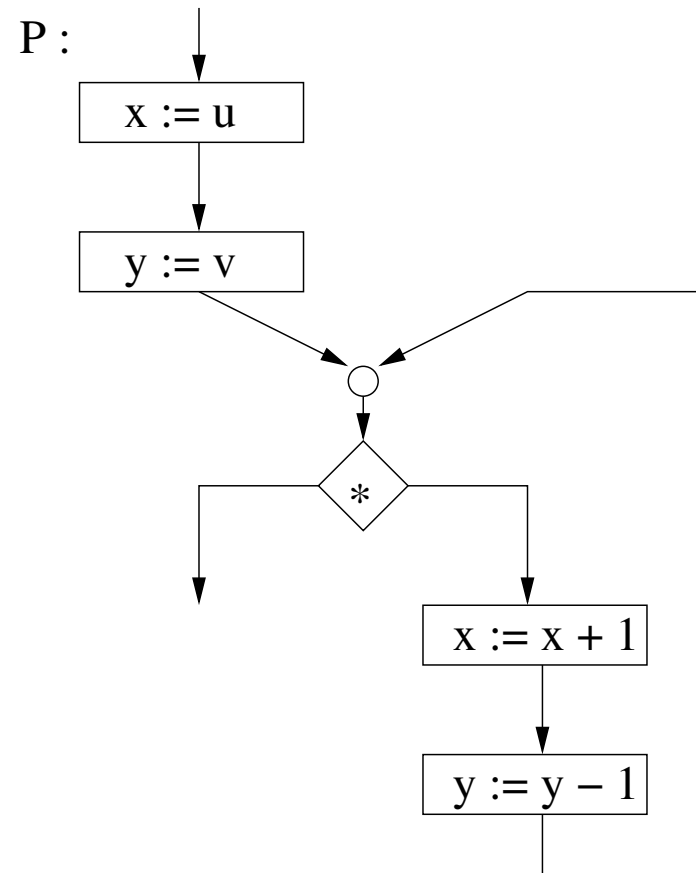 P :
x := u
y := v
*
x := x + 1
y := y − 1